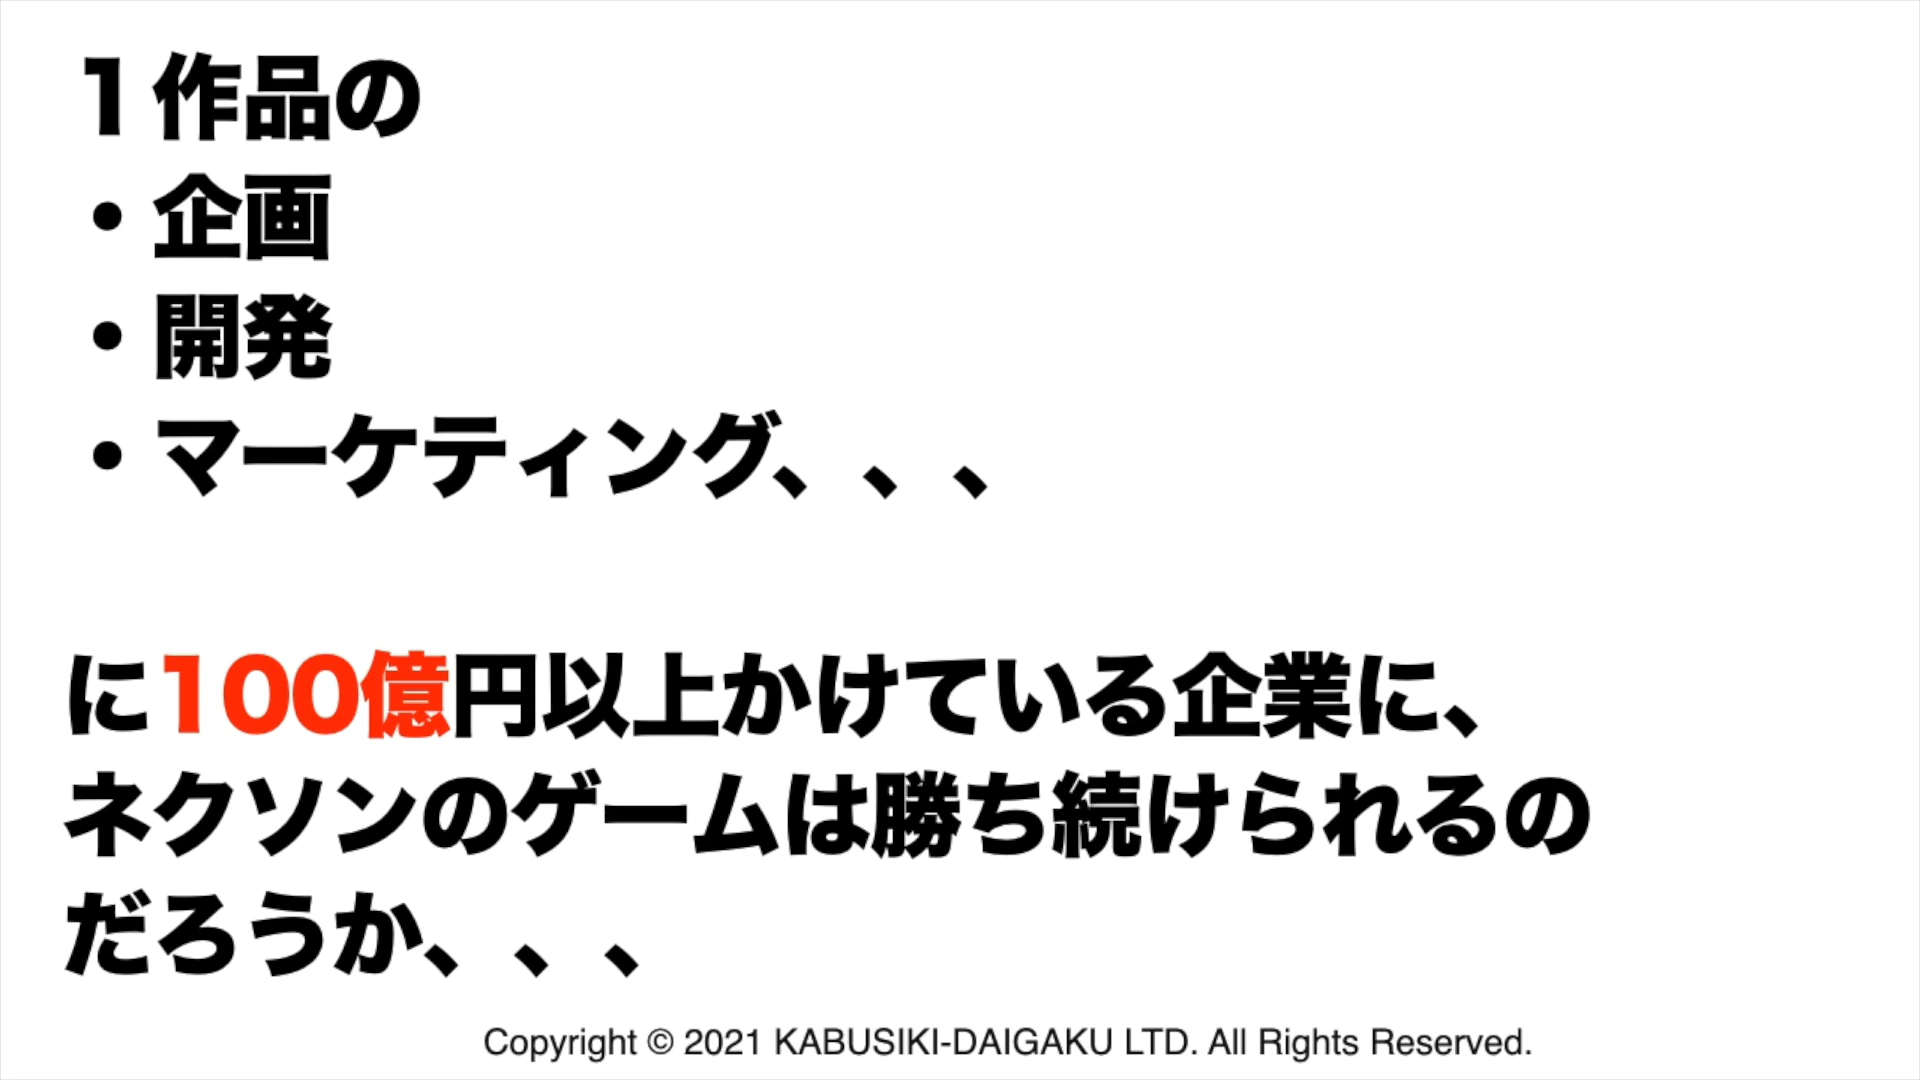 １作品の
・企画
・開発
・マーケティング、、、
に100億円以上かけている企業に、
ネクソンのゲームは勝ち続けられるの
だろうか、、、
Copyright © 2021 KABUSIKI-DAIGAKU LTD. All Rights Reserved.